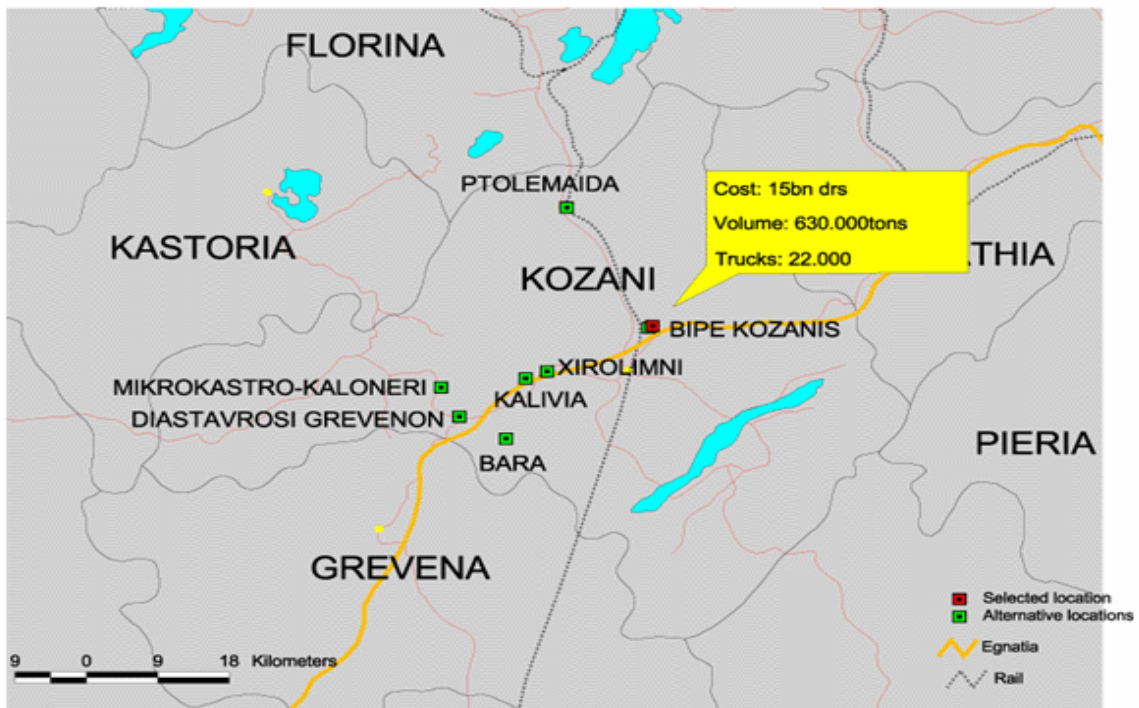 FLORINA
PTOLEMAIDA
Cost: 15bn drs
Volume: 630.000tons
Trucks: 22.000
KASTORIA
KOZANI
ATHIA
BIPE KOZANIS
XIROLIMNI
MIKROKASTRO-KALONERI
KALIVIA
DIASTAVROSI GREVENON
BARA
PIERIA
GREVENA
Selected location
Alternative locations
Egnatia
Rail
9 0 9 18 Kilometers